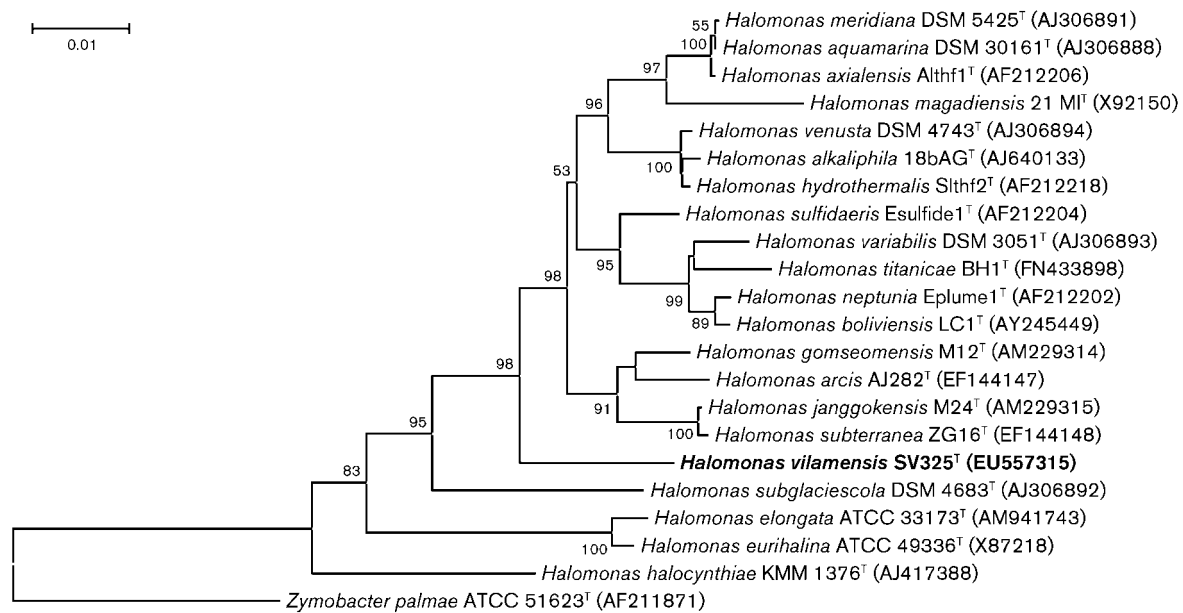 0.01
55
Halomonas meridiana DSM 5425ᵀ (AJ306891)
100
Halomonas aquamarina DSM 30161ᵀ (AJ306888)
97
Halomonas axialensis Althf1ᵀ (AF212206)
96
Halomonas magadiensis 21 MIᵀ (X92150)
Halomonas venusta DSM 4743ᵀ (AJ306894)
100
Halomonas alkaliphila 18bAGᵀ (AJ640133)
53
Halomonas hydrothermalis Slthf2ᵀ (AF212218)
Halomonas sulfidaeris Esulfide1ᵀ (AF212204)
Halomonas variabilis DSM 3051ᵀ (AJ306893)
95
Halomonas titanicae BH1ᵀ (FN433898)
98
99
Halomonas neptunia Eplume1ᵀ (AF212202)
89
Halomonas boliviensis LC1ᵀ (AY245449)
Halomonas gomseomensis M12ᵀ (AM229314)
98
Halomonas arcis AJ282ᵀ (EF144147)
91
Halomonas janggokensis M24ᵀ (AM229315)
95
100
Halomonas subterranea ZG16ᵀ (EF144148)
Halomonas vilamensis SV325ᵀ (EU557315)
83
Halomonas subglaciescola DSM 4683ᵀ (AJ306892)
Halomonas elongata ATCC 33173ᵀ (AM941743)
100
Halomonas eurihalina ATCC 49336ᵀ (X87218)
Halomonas halocynthiae KMM 1376ᵀ (AJ417388)
Zymobacter palmae ATCC 51623ᵀ (AF211871)